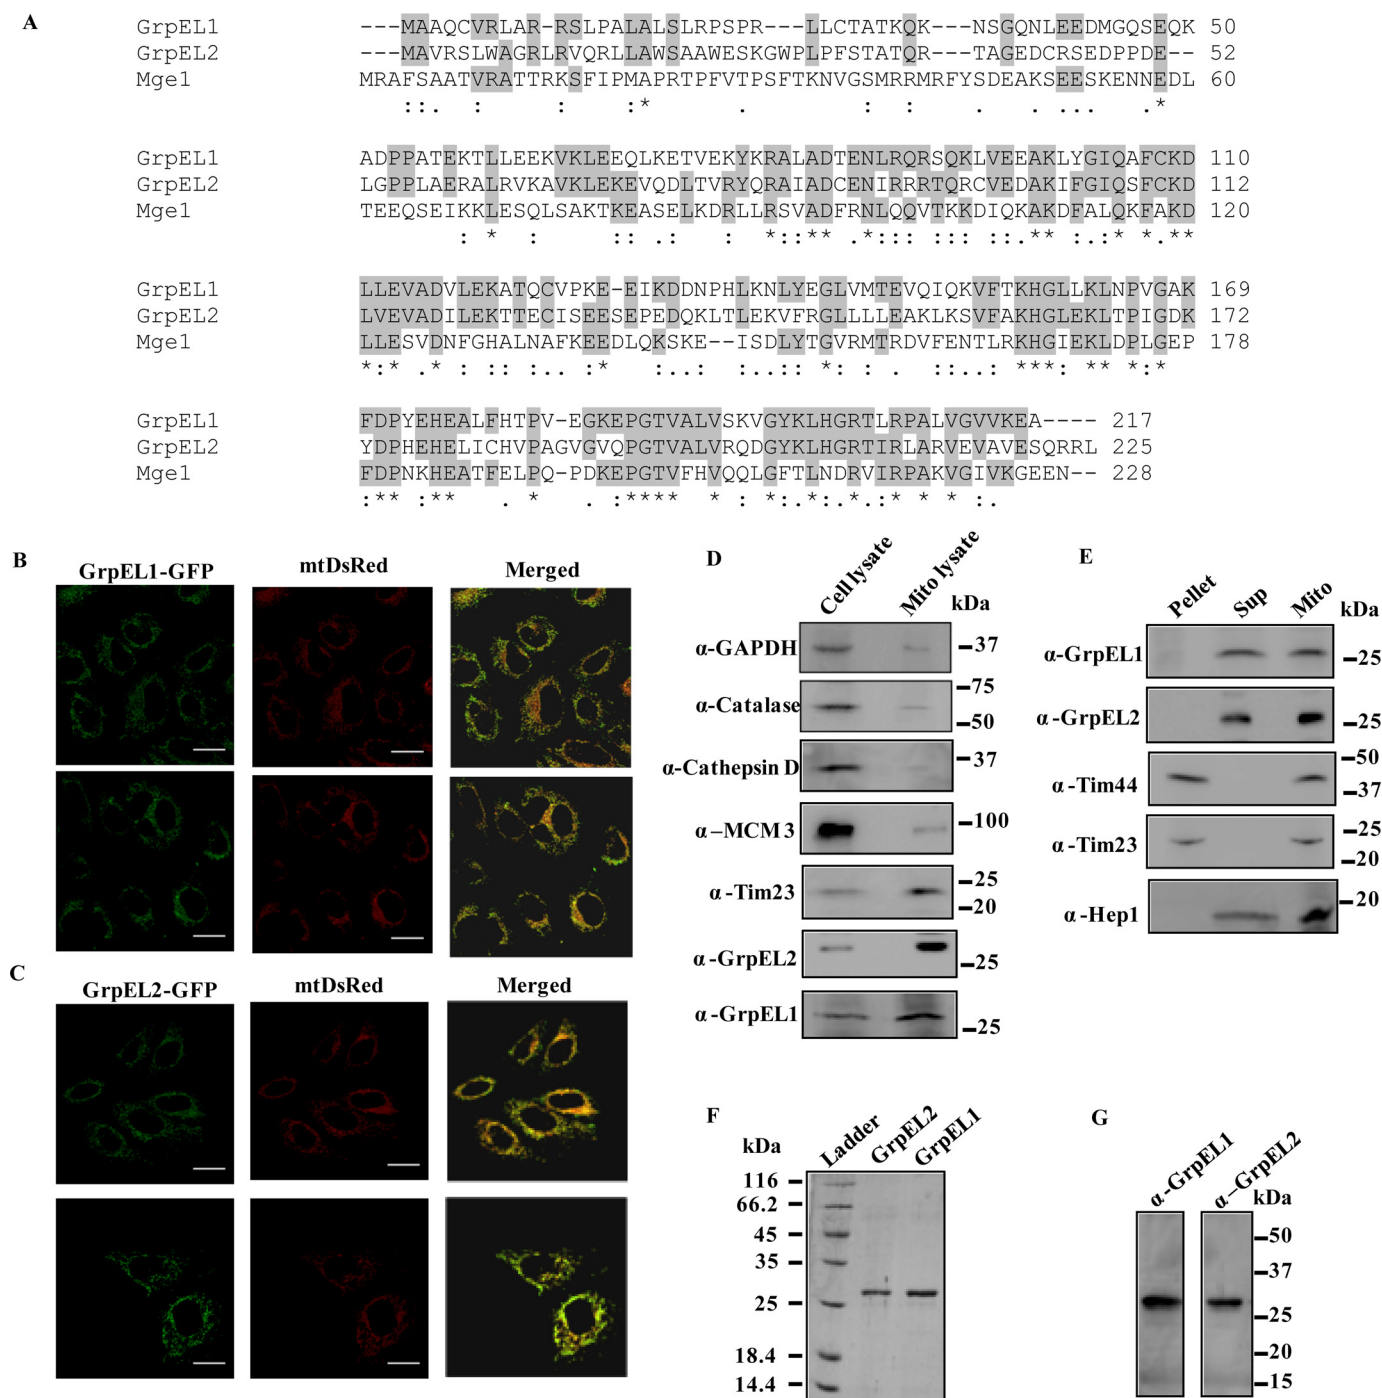 A
GrpEL1 ---MAAQCVRLAR-RSLPALALSLRPSPR---LLCTATKQK---NSGQNLEEDMGQSEQK 50
GrpEL2 ---MAVRSLWAGRLRVQRLLAWSAAWESKGWPLPFSTATQR---TAGEDCRSEDPPDE-- 52
Mge1 MRAFSAATVRATTRKSFIPMAPRTPFVTPSFTKNVGSMRRMRFYSDEAKSEESKENNEDL 60
::. : : :* . : : . . .. . *
GrpEL1 ADPPATEKTLLEEKVKLEEQLKETVEKYKRALADTENLRQRSQKLVEEAKLYGIQAFCKD 110
GrpEL2 LGPPLAERALRVKAVKLEKEVQDLTVRYQRAIADCENIRRRTQRCVEDAKIFGIQSFCKD 112
Mge1 TEEQSEIKKLESQLSAKTKEASELKDRLLRSVADFRNLQQVTKKDIQKAKDFALQKFAKD 120
: * : :: .: : *::** .*::: :::.** :.:* *.**
GrpEL1 LLEVADVLEKATQCVPKE-EIKDDNPHLKNLYEGLVMTEVQIQKVFTKHGLLKLNPVGAK 169
GrpEL2 LVEVADILEKTTECISEESEPEDQKLTLEKVFRGLLLLEAKLKSVFAKHGLEKLTPIGDK 172
Mge1 LLESVDNFGHALNAFKEEDLQKSKE--ISDLYTGVRMTRDVFENTLRKHGIEKLDPLGEP 178
*:* .* : :: :.. :* :..: :..:: *: : . :: .: ***: ** *:*
GrpEL1 FDPYEHEALFHTPV-EGKEPGTVALVSKVGYKLHGRTLRPALVGVVKEA---- 217
GrpEL2 YDPHEHELICHVPAGVGVQPGTVALVRQDGYKLHGRTIRLARVEVAVESQRRL 225
Mge1 FDPNKHEATFELPQ-PDKEPGTVFHVQQLGFTLNDRVIRPAKVGIVKGEEN-- 228
:** :** . * . :**** * : *:.*:.*.:* * * :.
B
GrpEL1-GFP mtDsRed Merged
C
GrpEL2-GFP mtDsRed Merged
D
Cell lysate Mito lysate kDa
α-GAPDH 37
α-Catalase 75
50
α-Cathepsin D 37
α–MCM 3 100
α-Tim23 25
20
α-GrpEL2 25
α-GrpEL1 25
E
Pellet Sup Mito kDa
α-GrpEL1 25
α-GrpEL2 25
α-Tim44 50
37
α-Tim23 25
20
α-Hep1 20
F
kDa Ladder GrpEL2 GrpEL1
116
66.2
45
35
25
18.4
14.4
G
α-GrpEL1 α–GrpEL2 kDa
50
37
25
20
15